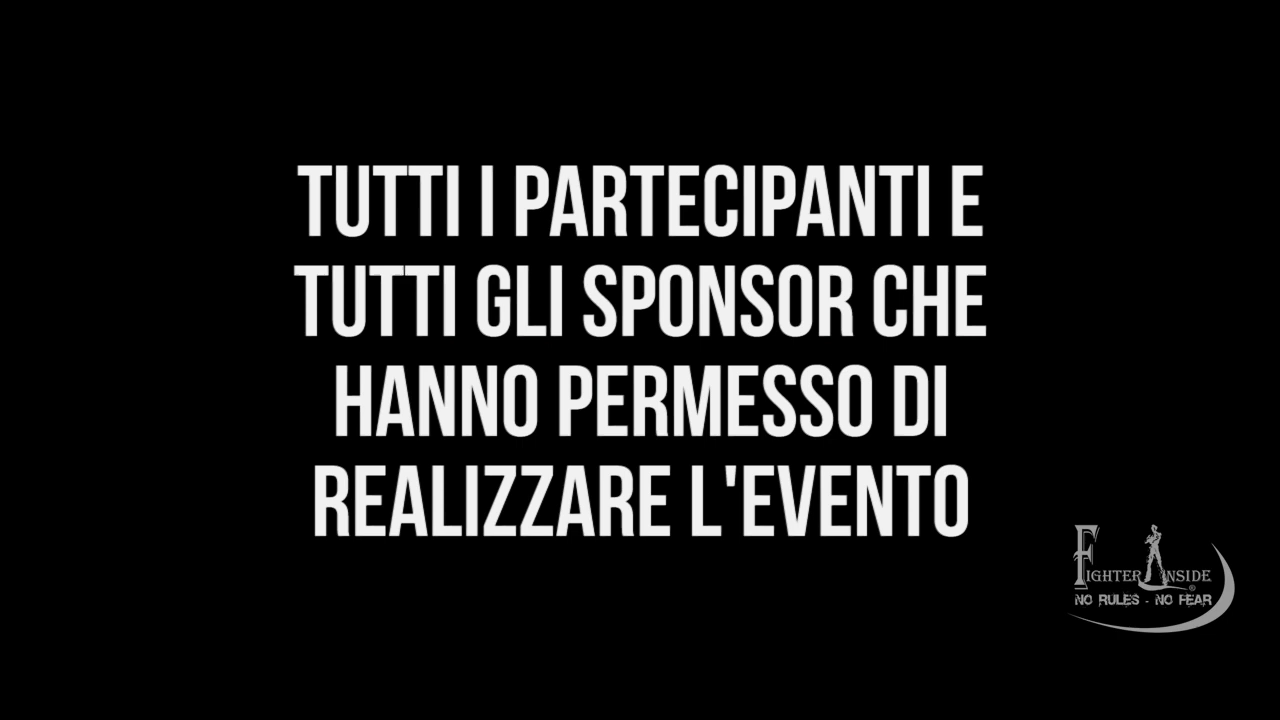 TUTTI I PARTECIPANTI E
TUTTI GLI SPONSOR CHE
HANNO PERMESSO DI
REALIZZARE L'EVENTO
FIGHTER INSIDE ®
NO RULES - NO FEAR